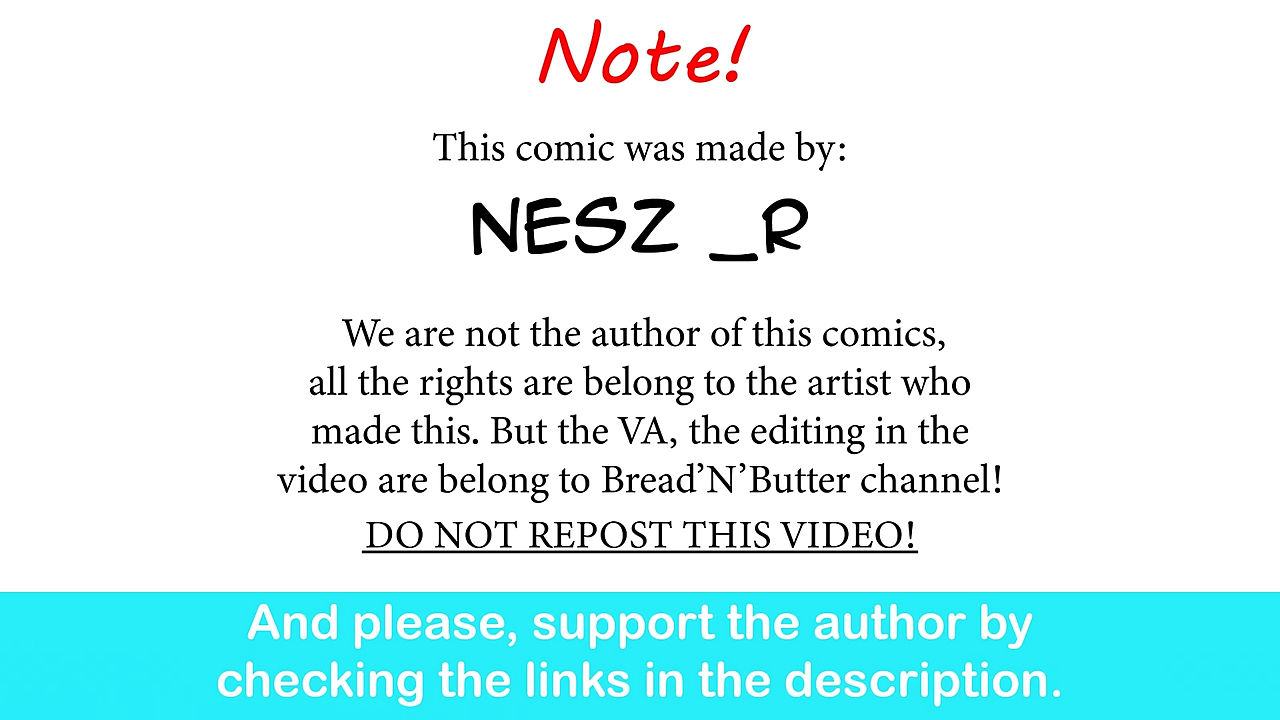 Note!
This comic was made by:
NESZ _R
We are not the author of this comics,
all the rights are belong to the artist who
made this. But the VA, the editing in the
video are belong to Bread’N’Butter channel!
DO NOT REPOST THIS VIDEO!
And please, support the author by
checking the links in the description.